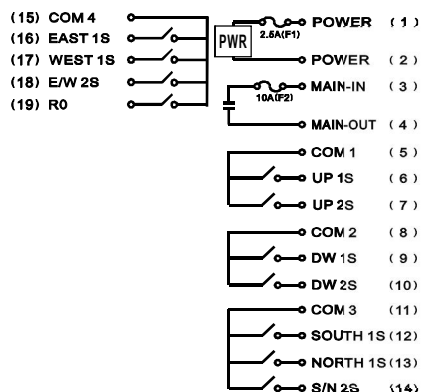 (15) COM 4
(16) EAST 1S
(17) WEST 1S
(18) E/W 2S
(19) R0
PWR
2.5A(F1)
POWER (1)
POWER (2)
10A(F2)
MAIN-IN (3)
MAIN-OUT (4)
COM 1 (5)
UP 1S (6)
UP 2S (7)
COM 2 (8)
DW 1S (9)
DW 2S (10)
COM 3 (11)
SOUTH 1S (12)
NORTH 1S (13)
S/N 2S (14)